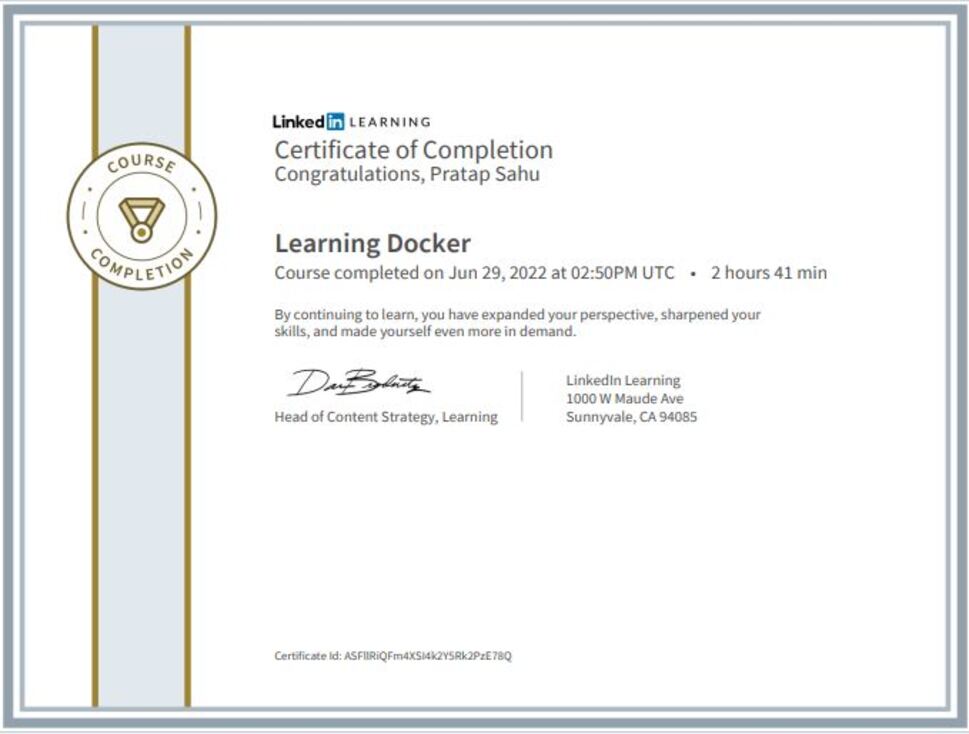 COURSE
COMPLETION
Linked in LEARNING
Certificate of Completion
Congratulations, Pratap Sahu
Learning Docker
Course completed on Jun 29, 2022 at 02:50PM UTC • 2 hours 41 min
By continuing to learn, you have expanded your perspective, sharpened your
skills, and made yourself even more in demand.
Head of Content Strategy, Learning
LinkedIn Learning
1000 W Maude Ave
Sunnyvale, CA 94085
Certificate Id: